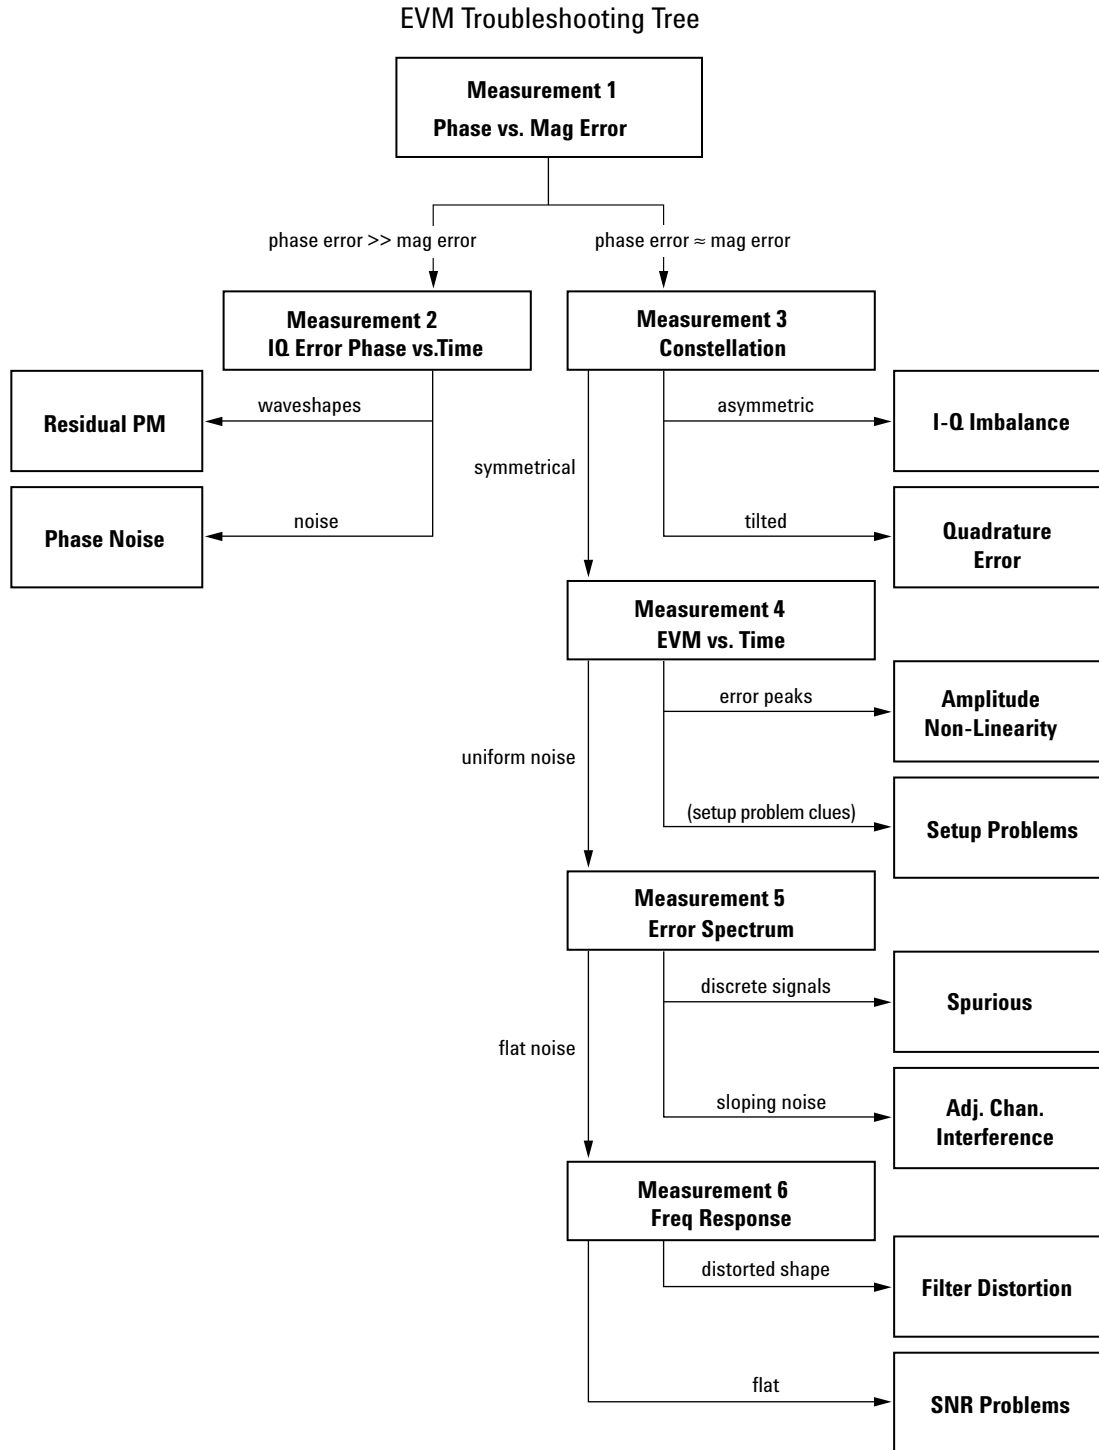 EVM Troubleshooting Tree
Measurement 1
Phase vs. Mag Error
phase error >> mag error
phase error ≈ mag error
Measurement 2
IQ Error Phase vs.Time
Measurement 3
Constellation
waveshapes
Residual PM
noise
Phase Noise
asymmetric
I-Q Imbalance
symmetrical
tilted
Quadrature
Error
Measurement 4
EVM vs. Time
error peaks
Amplitude
Non-Linearity
uniform noise
(setup problem clues)
Setup Problems
Measurement 5
Error Spectrum
discrete signals
Spurious
flat noise
sloping noise
Adj. Chan.
Interference
Measurement 6
Freq Response
distorted shape
Filter Distortion
flat
SNR Problems